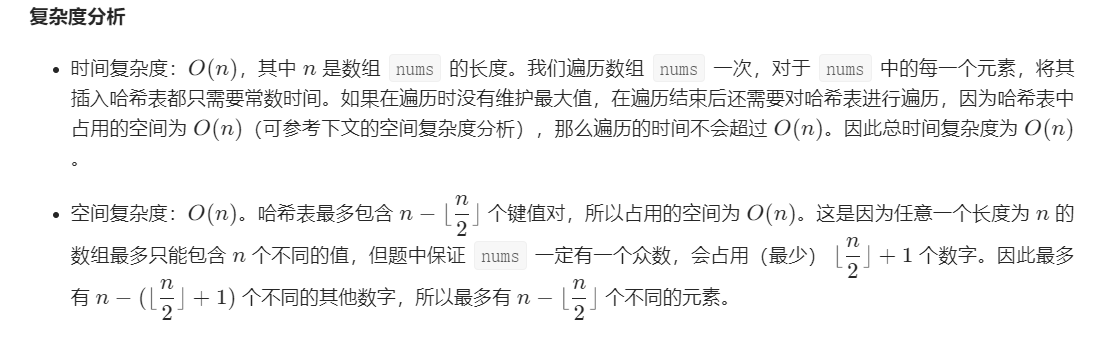 复杂度分析
• 时间复杂度：O(n)，其中 n 是数组 nums 的长度。我们遍历数组 nums 一次，对于 nums 中的每一个元素，将其
插入哈希表都只需要常数时间。如果在遍历时没有维护最大值，在遍历结束后还需要对哈希表进行遍历，因为哈希表中
占用的空间为 O(n)（可参考下文的空间复杂度分析），那么遍历的时间不会超过 O(n)。因此总时间复杂度为 O(n)
。
• 空间复杂度：O(n)。哈希表最多包含 n − ⌊n/2⌋ 个键值对，所以占用的空间为 O(n)。这是因为任意一个长度为 n 的
数组最多只能包含 n 个不同的值，但题中保证 nums 一定有一个众数，会占用（最少） ⌊n/2⌋ + 1 个数字。因此最多
有 n − (⌊n/2⌋ + 1) 个不同的其他数字，所以最多有 n − ⌊n/2⌋ 个不同的元素。